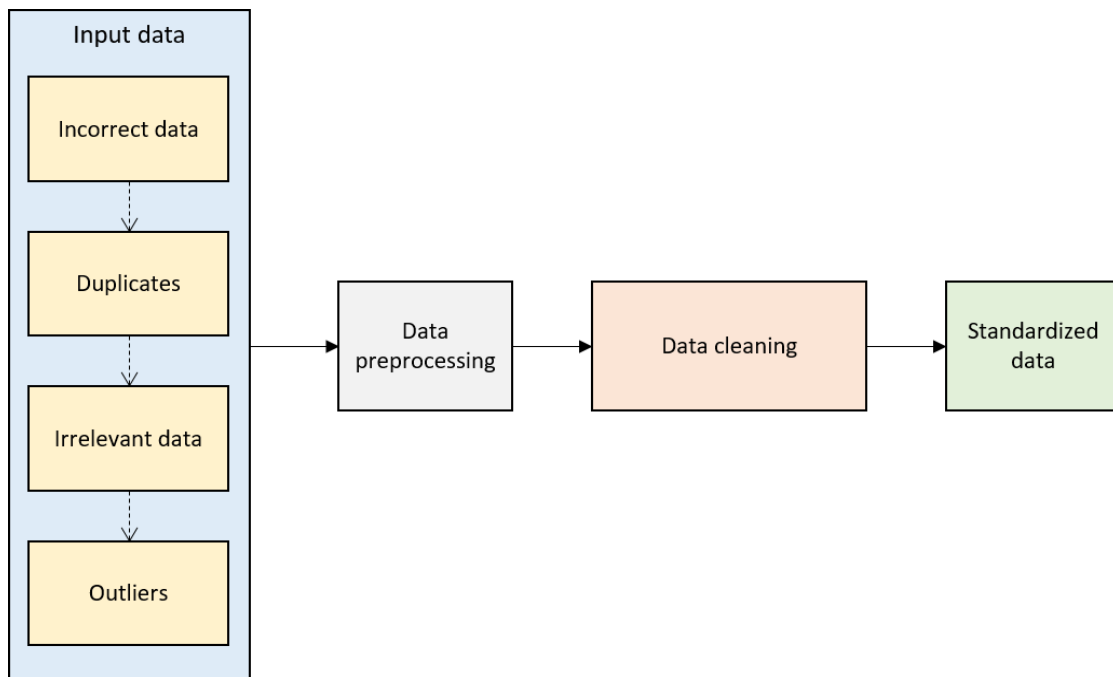 Input data
Incorrect data
Duplicates
Irrelevant data
Outliers
Data
preprocessing
Data cleaning
Standardized
data